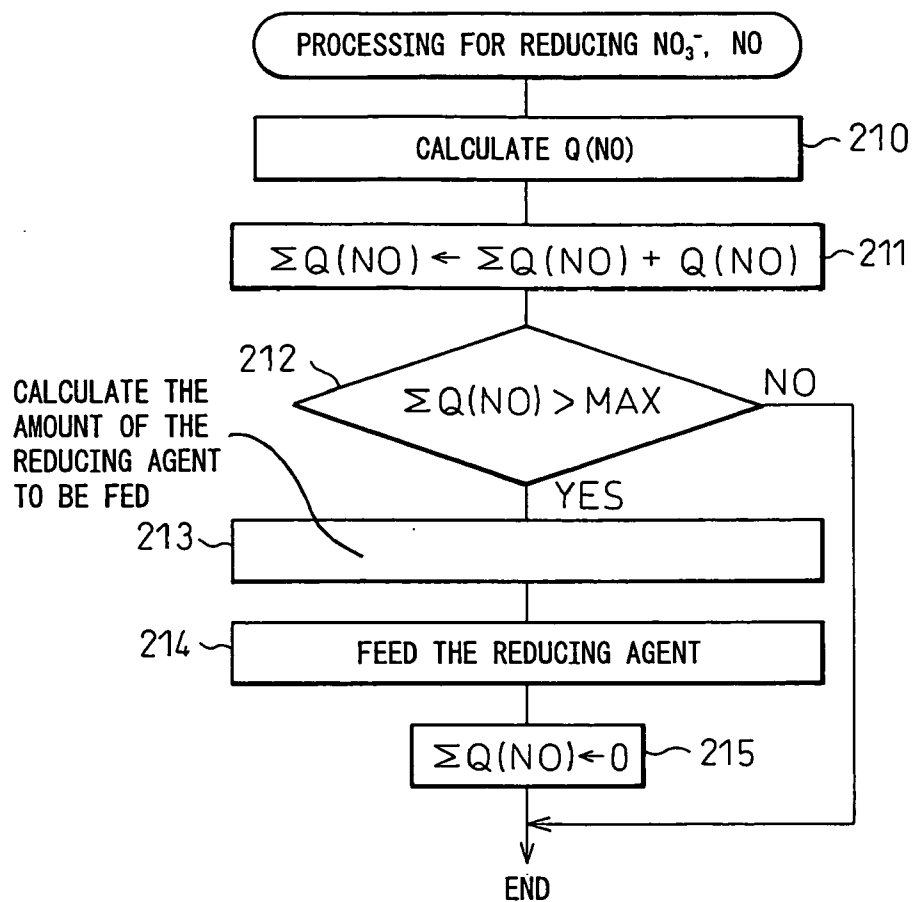 PROCESSING FOR REDUCING NO₃⁻, NO
CALCULATE Q(NO)
210
ΣQ(NO) ← ΣQ(NO) + Q(NO)
211
212
ΣQ(NO) > MAX
NO
YES
CALCULATE THE
AMOUNT OF THE
REDUCING AGENT
TO BE FED
213
214
FEED THE REDUCING AGENT
ΣQ(NO)←0
215
END